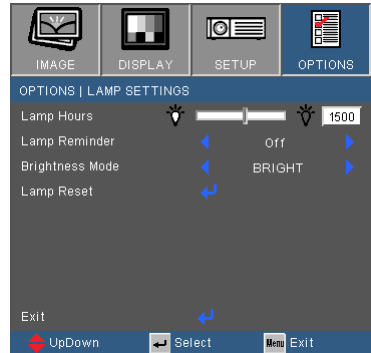 IMAGE DISPLAY SETUP OPTIONS
OPTIONS | LAMP SETTINGS
Lamp Hours 1500
Lamp Reminder Off
Brightness Mode BRIGHT
Lamp Reset
Exit
UpDown Select Menu Exit